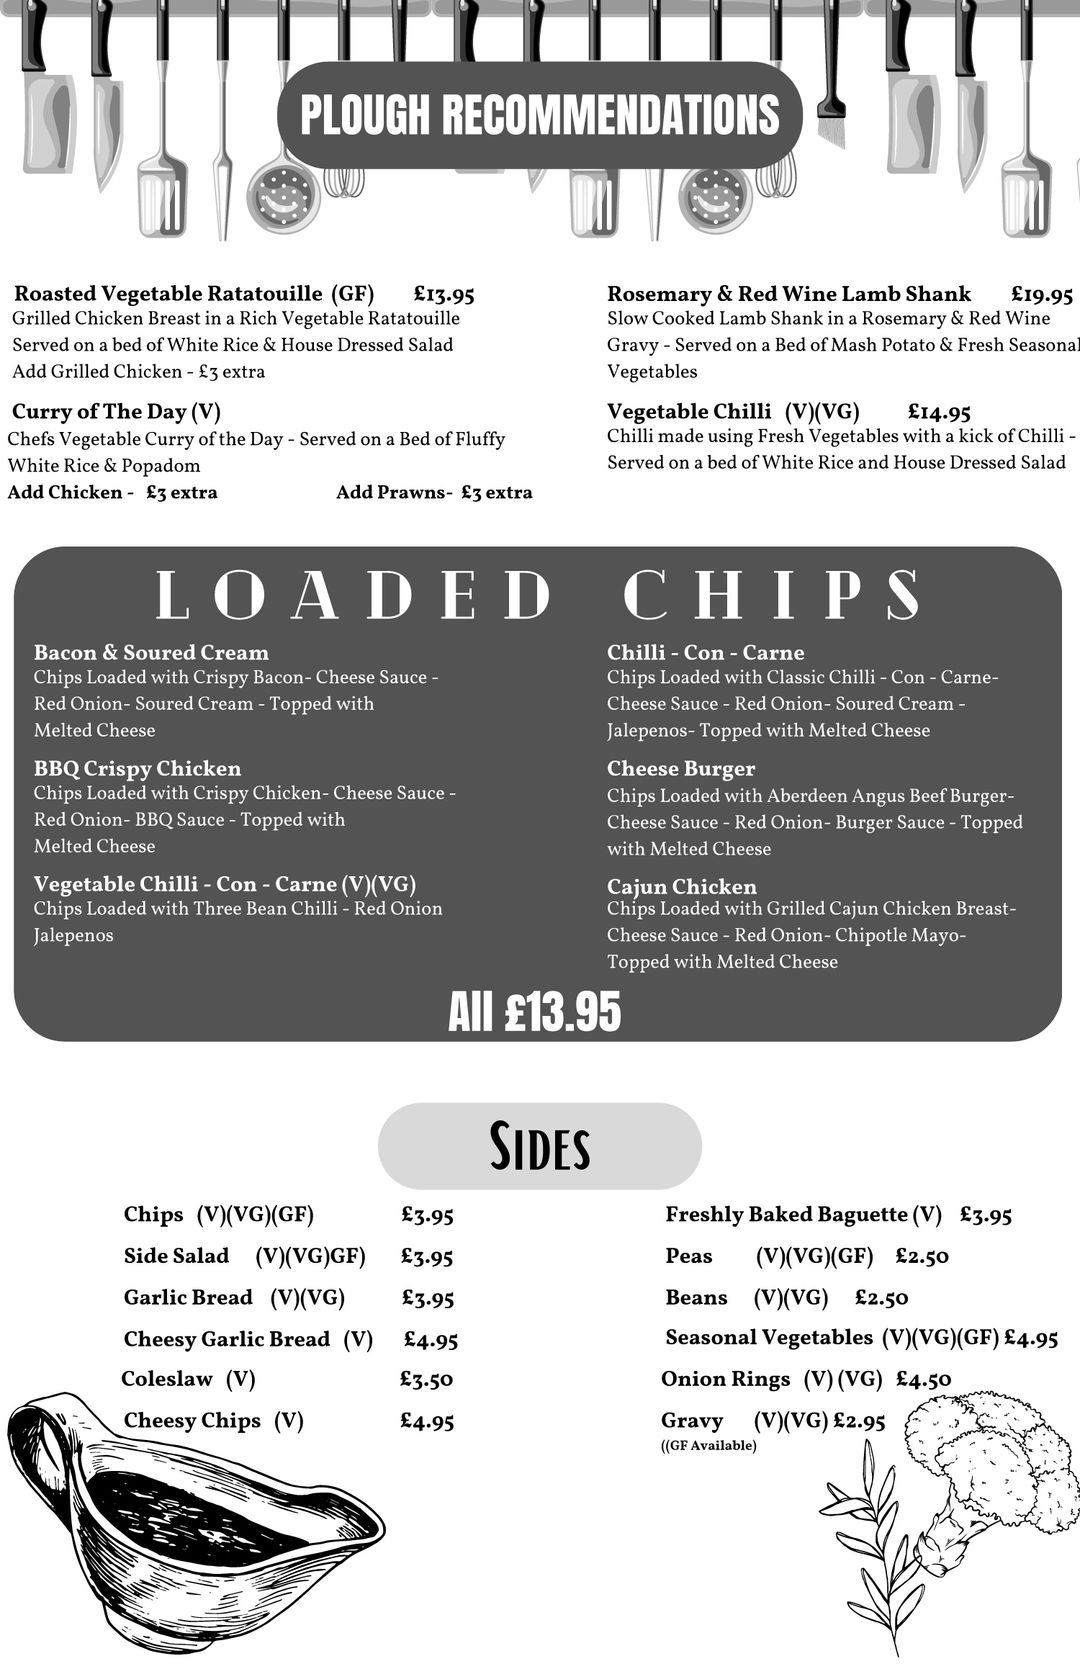 PLOUGH RECOMMENDATIONS
Roasted Vegetable Ratatouille (GF) £13.95
Grilled Chicken Breast in a Rich Vegetable Ratatouille
Served on a bed of White Rice & House Dressed Salad
Add Grilled Chicken - £3 extra
Curry of The Day (V)
Chefs Vegetable Curry of the Day - Served on a Bed of Fluffy
White Rice & Popadom
Add Chicken - £3 extra Add Prawns- £3 extra
Rosemary & Red Wine Lamb Shank £19.95
Slow Cooked Lamb Shank in a Rosemary & Red Wine
Gravy - Served on a Bed of Mash Potato & Fresh Seasonal
Vegetables
Vegetable Chilli (V)(VG) £14.95
Chilli made using Fresh Vegetables with a kick of Chilli -
Served on a bed of White Rice and House Dressed Salad
LOADED CHIPS
Bacon & Soured Cream
Chips Loaded with Crispy Bacon- Cheese Sauce -
Red Onion- Soured Cream - Topped with
Melted Cheese
BBQ Crispy Chicken
Chips Loaded with Crispy Chicken- Cheese Sauce -
Red Onion- BBQ Sauce - Topped with
Melted Cheese
Vegetable Chilli - Con - Carne (V)(VG)
Chips Loaded with Three Bean Chilli - Red Onion
Jalepenos
Chilli - Con - Carne
Chips Loaded with Classic Chilli - Con - Carne-
Cheese Sauce - Red Onion- Soured Cream -
Jalepenos- Topped with Melted Cheese
Cheese Burger
Chips Loaded with Aberdeen Angus Beef Burger-
Cheese Sauce - Red Onion- Burger Sauce - Topped
with Melted Cheese
Cajun Chicken
Chips Loaded with Grilled Cajun Chicken Breast-
Cheese Sauce - Red Onion- Chipotle Mayo-
Topped with Melted Cheese
All £13.95
SIDES
Chips (V)(VG)(GF) £3.95
Side Salad (V)(VG)GF) £3.95
Garlic Bread (V)(VG) £3.95
Cheesy Garlic Bread (V) £4.95
Coleslaw (V) £3.50
Cheesy Chips (V) £4.95
Freshly Baked Baguette (V) £3.95
Peas (V)(VG)(GF) £2.50
Beans (V)(VG) £2.50
Seasonal Vegetables (V)(VG)(GF) £4.95
Onion Rings (V) (VG) £4.50
Gravy (V)(VG) £2.95
((GF Available)